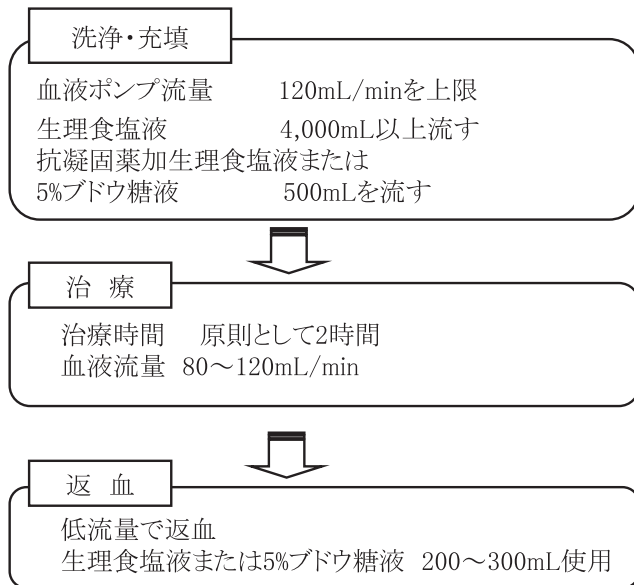 洗浄・充填
血液ポンプ流量 120mL/minを上限
生理食塩液 4,000mL以上流す
抗凝固薬加生理食塩液または
5%ブドウ糖液 500mLを流す
治 療
治療時間 原則として2時間
血液流量 80～120mL/min
返 血
低流量で返血
生理食塩液または5%ブドウ糖液 200～300mL使用